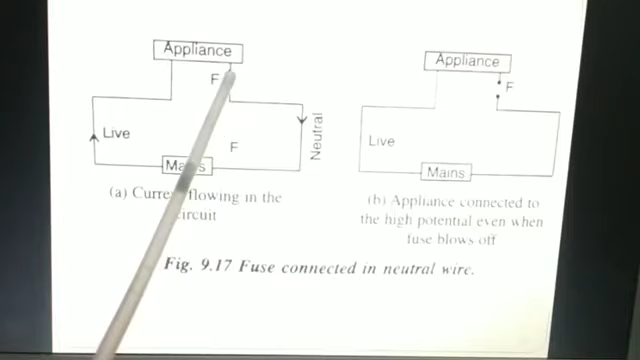 Appliance
F
Live
Neutral
F
Mains
(a) Current flowing in the
circuit
Appliance
F
Live
Mains
(b) Appliance connected to
the high potential even when
fuse blows off
Fig. 9.17 Fuse connected in neutral wire.